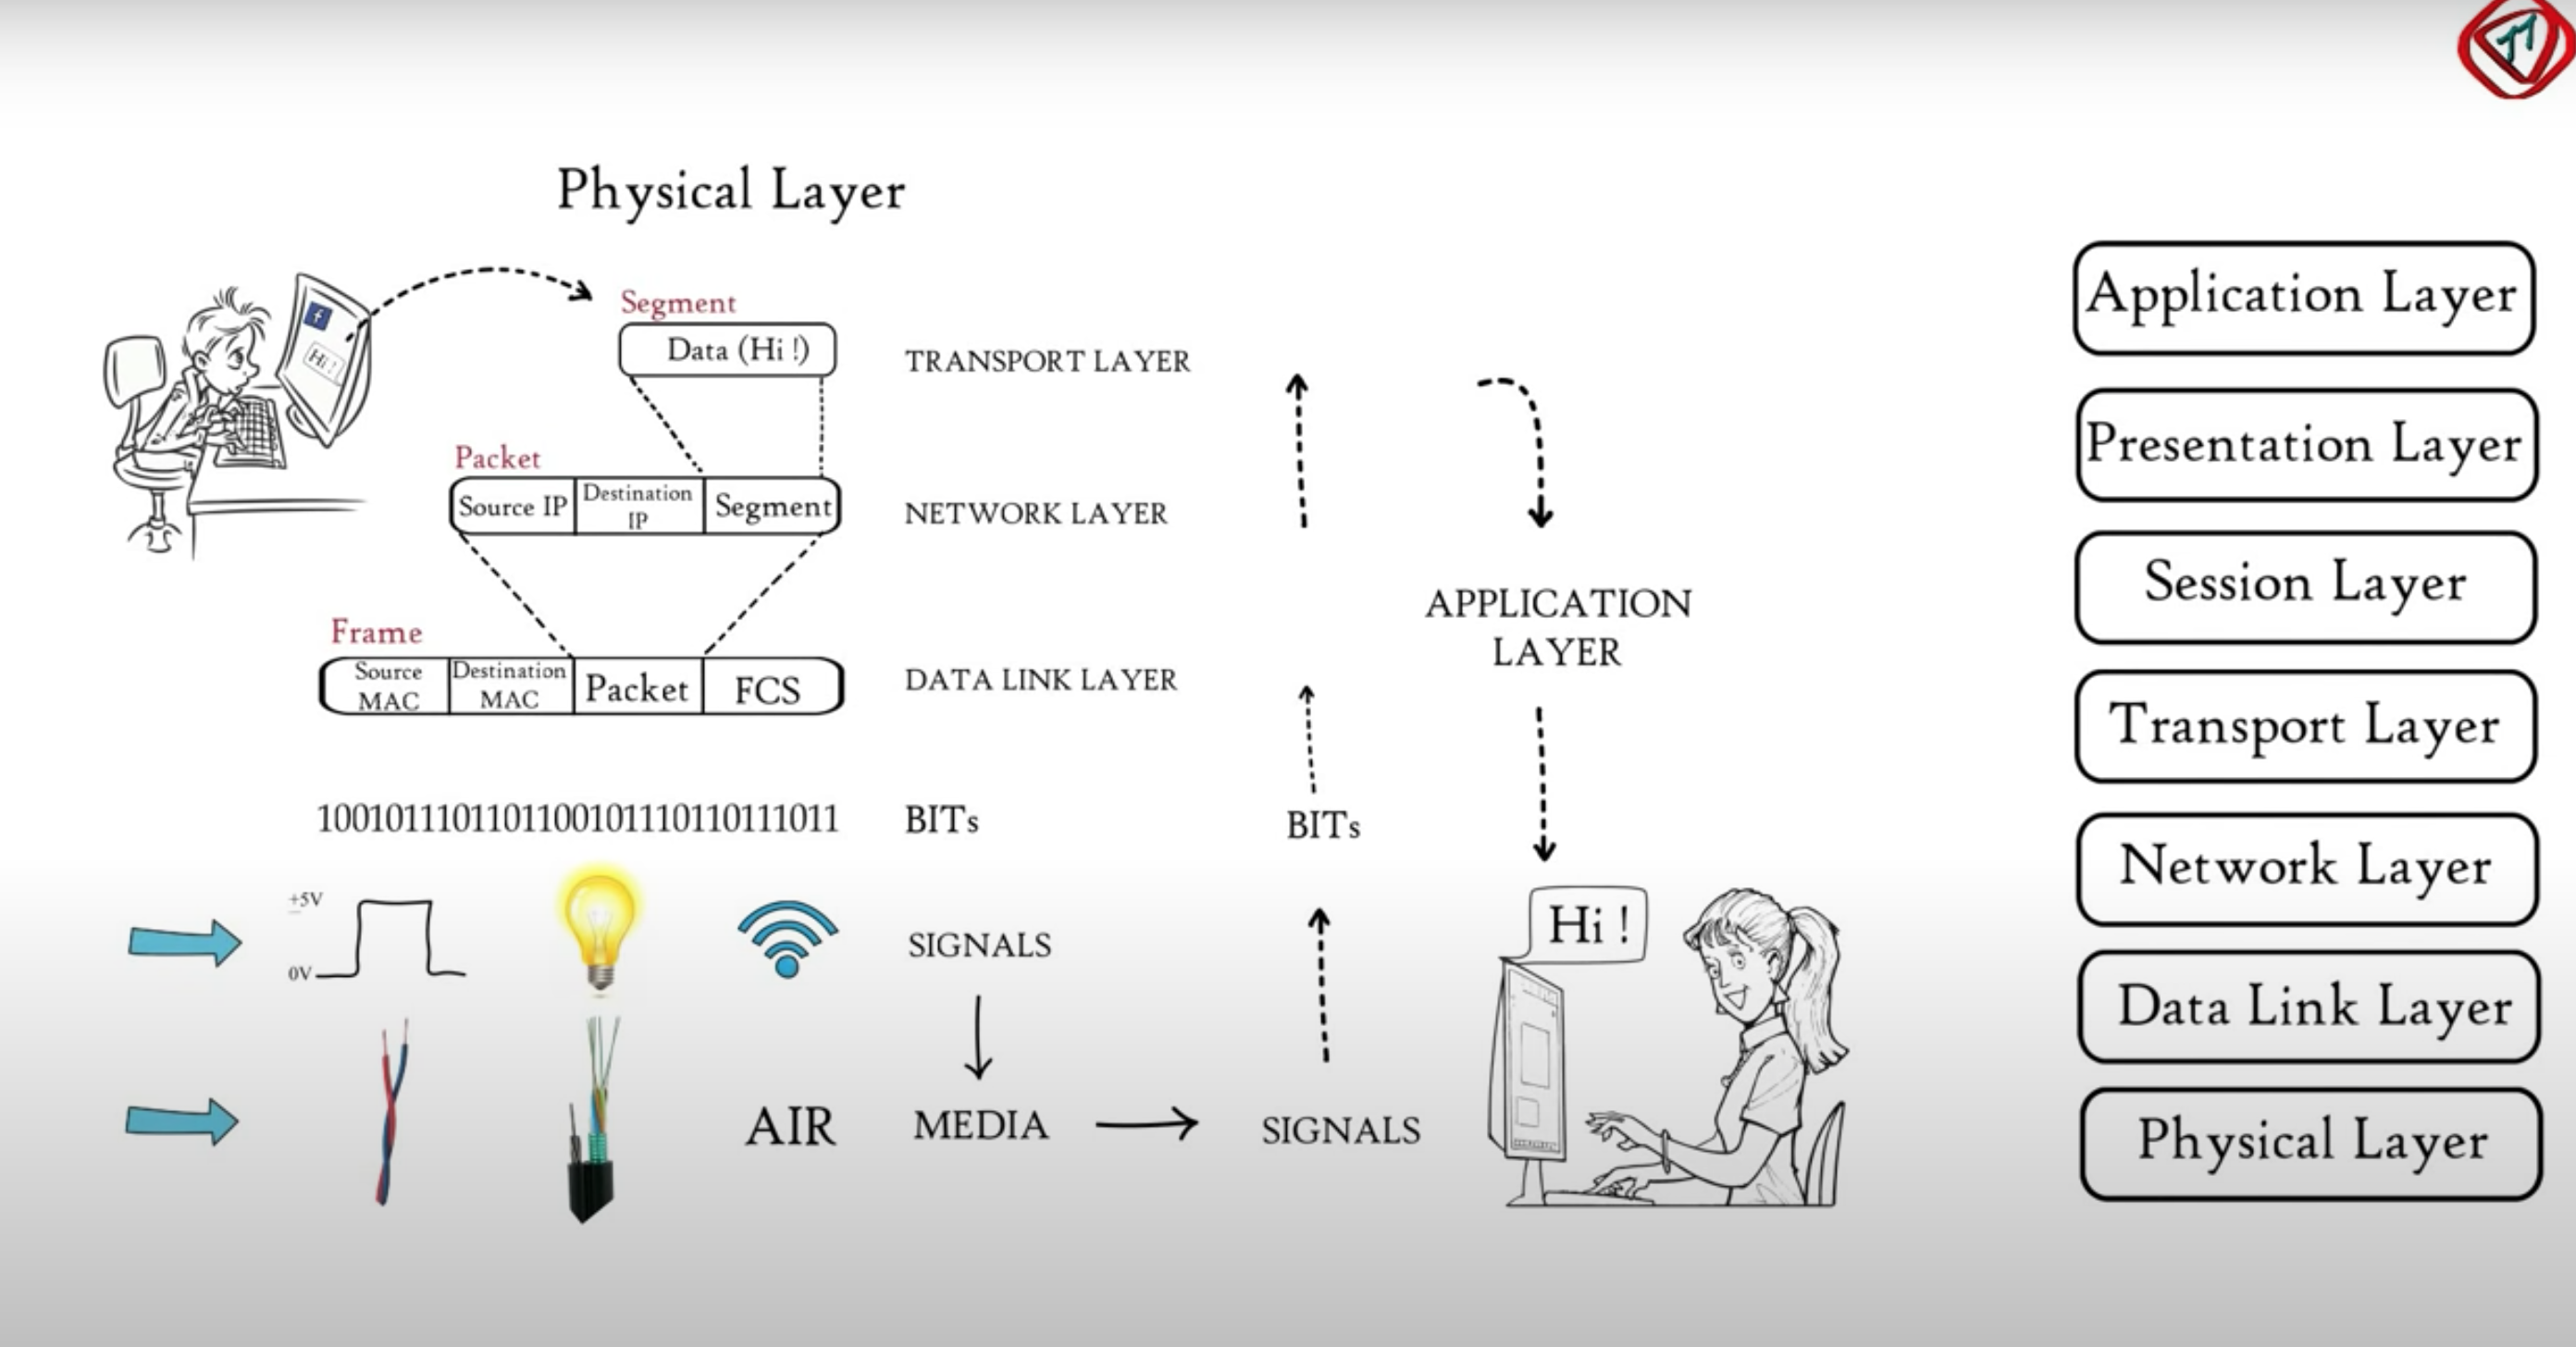 Physical Layer
Hi !
Segment
Data (Hi !)
TRANSPORT LAYER
Packet
Source IP
Destination
IP
Segment
NETWORK LAYER
Frame
Source
MAC
Destination
MAC
Packet
FCS
DATA LINK LAYER
1001011101101100101110110111011
BITs
+5V
0V
SIGNALS
AIR
MEDIA
SIGNALS
BITs
APPLICATION
LAYER
Hi !
Application Layer
Presentation Layer
Session Layer
Transport Layer
Network Layer
Data Link Layer
Physical Layer